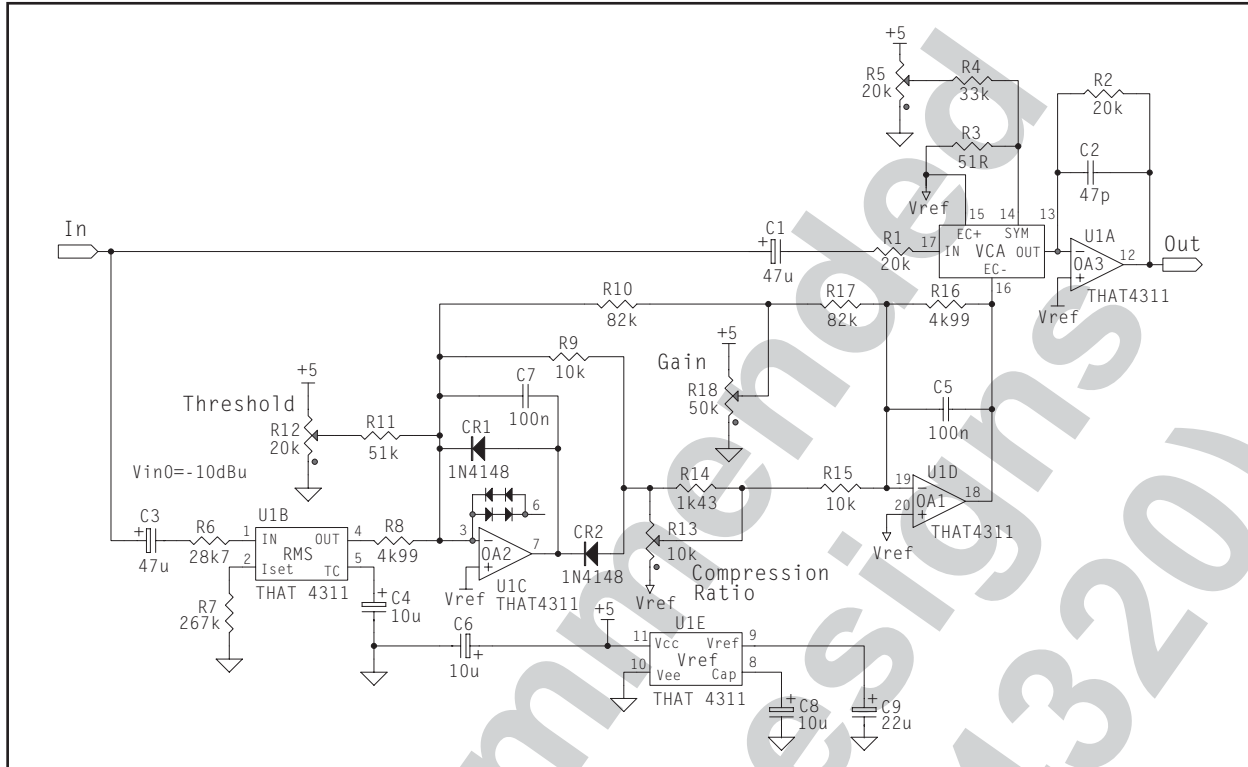 +5
R5
20k
R4
33k
R2
20k
R3
51R
C2
47p
Vref
15
14
13
In
C1
+
47u
R1
20k
17
EC+
SYM
IN
VCA
OUT
EC-
16
U1A
−
OA3
+
12
Out
THAT4311
Vref
R10
82k
R17
82k
R16
4k99
R9
10k
+5
Gain
R18
50k
C7
100n
C5
100n
+5
Threshold
R12
20k
R11
51k
CR1
1N4148
Vin0=-10dBu
C3
+
47u
R6
28k7
U1B
1
IN
OUT
4
RMS
2
Iset
TC
5
THAT 4311
R8
4k99
R7
267k
+
C4
10u
6
3
−
OA2
+
7
Vref
U1C
THAT4311
CR2
1N4148
R14
1k43
R13
10k
Vref
Compression
Ratio
R15
10k
U1D
19
−
OA1
18
20
+
THAT4311
Vref
C6
+
10u
+5
U1E
11
Vcc
Vref
9
Vref
10
Vee
Cap
8
THAT 4311
+
C8
10u
+
C9
22u
mmended
esigns
4320)